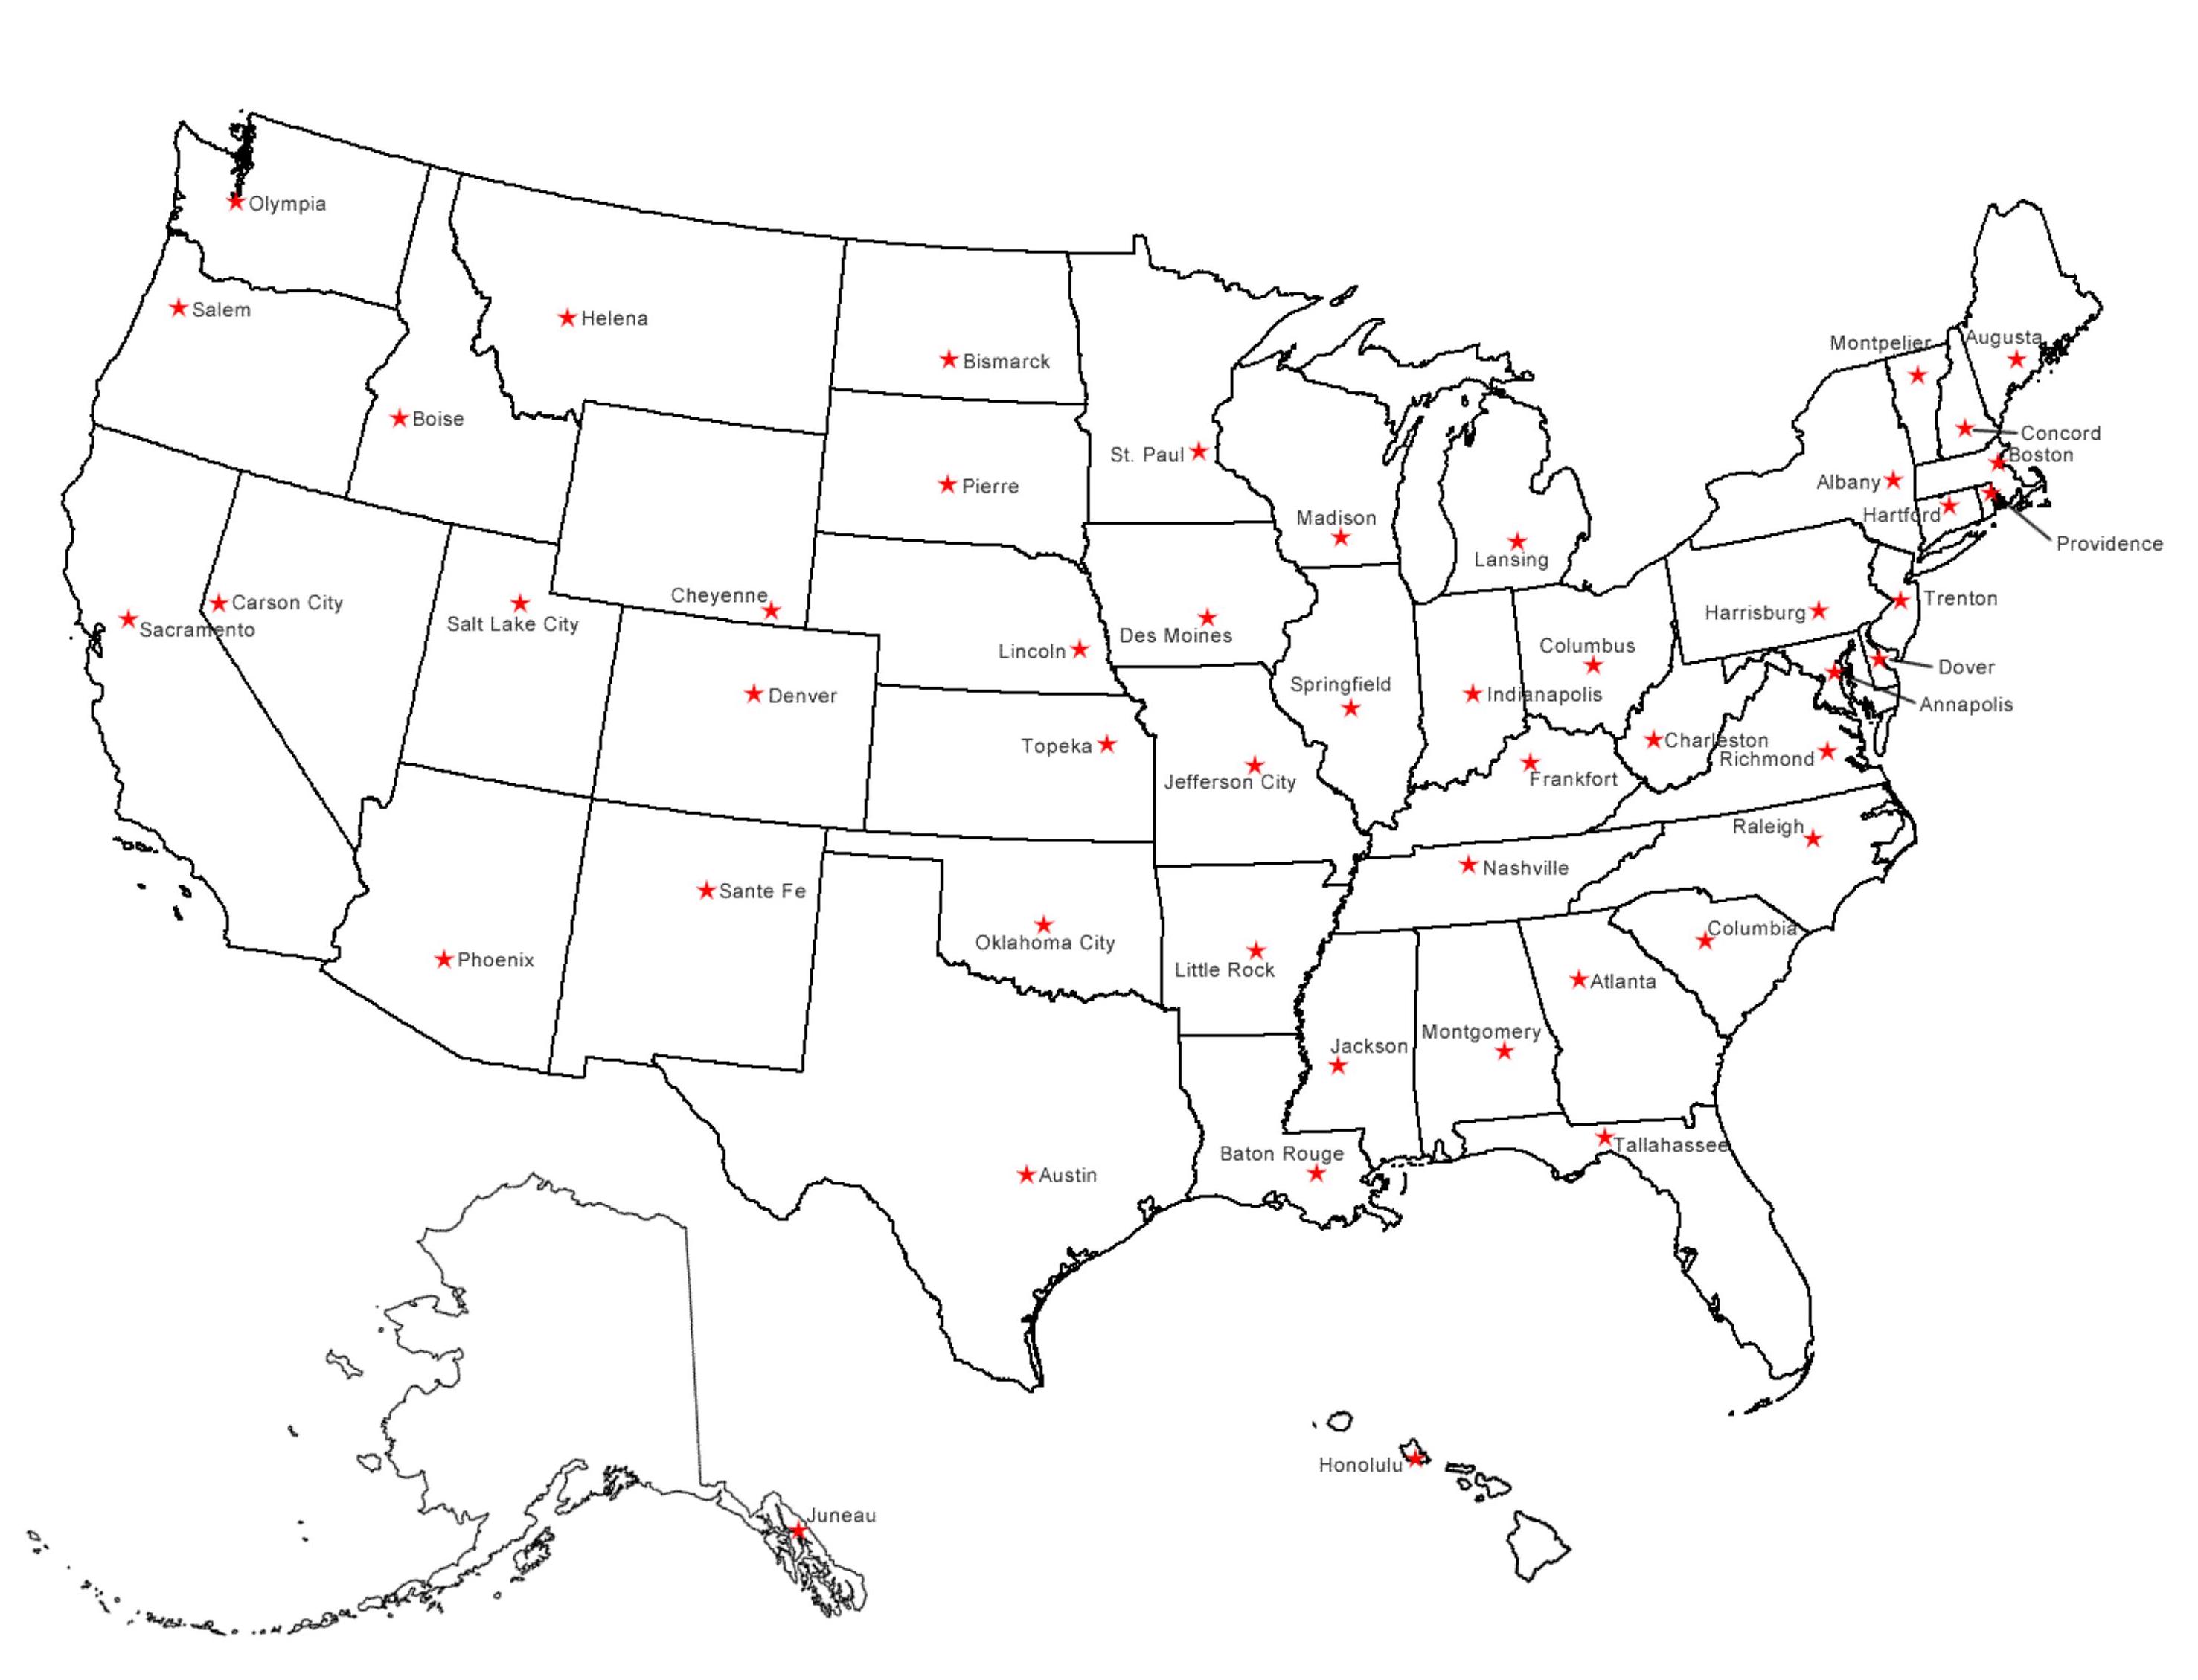 Olympia
Salem
Helena
Bismarck
Montpelier
Augusta
Boise
Concord
St. Paul
Boston
Pierre
Albany
Madison
Hartford
Providence
Lansing
Cheyenne
Carson City
Trenton
Harrisburg
Salt Lake City
Sacramento
Des Moines
Columbus
Lincoln
Dover
Springfield
Denver
Indianapolis
Annapolis
Charleston
Topeka
Richmond
Jefferson City
Frankfort
Raleigh
Nashville
Sante Fe
Columbia
Oklahoma City
Phoenix
Little Rock
Atlanta
Montgomery
Jackson
Tallahassee
Baton Rouge
Austin
Honolulu
Juneau